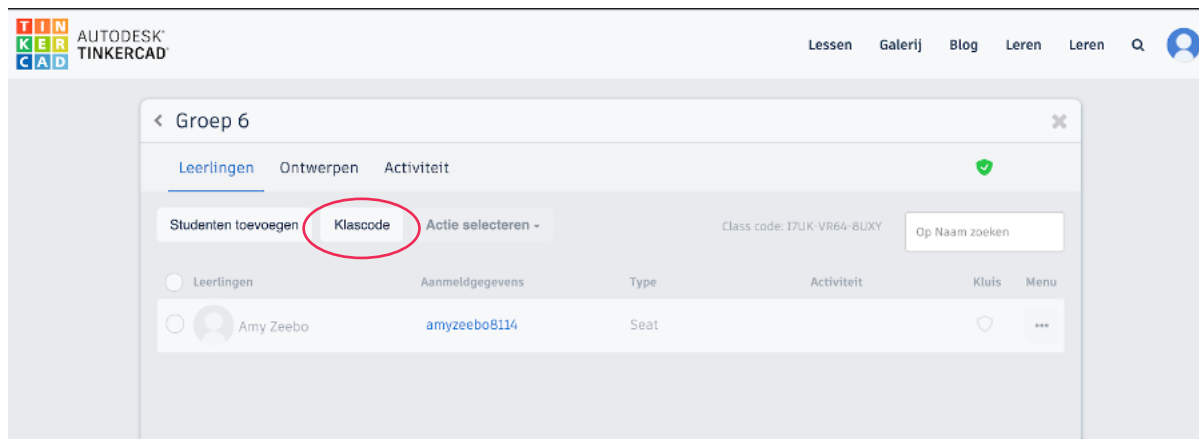 TIN
KER
CAD
AUTODESK®
TINKERCAD®
Lessen Galerij Blog Leren Leren
Groep 6
Leerlingen Ontwerpen Activiteit
Studenten toevoegen Klascode Actie selecteren Class code: I7UK-VR64-8UXY Op Naam zoeken
Leerlingen Aanmeldgegevens Type Activiteit Kluis Menu
Amy Zeebo amyzeebo8114 Seat